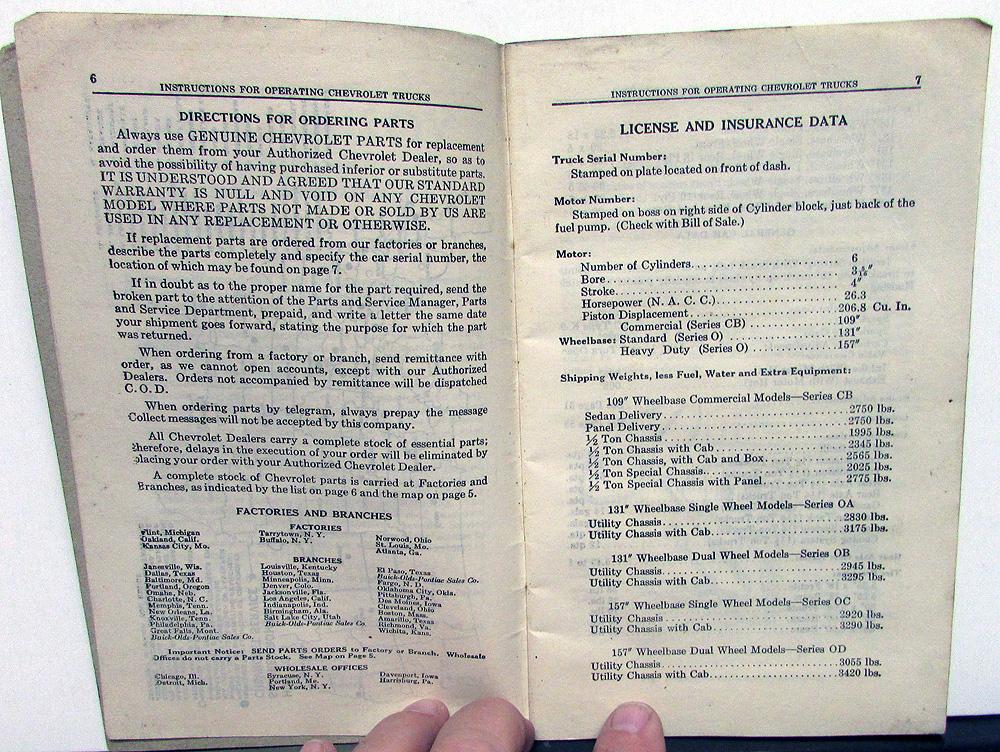 6
INSTRUCTIONS FOR OPERATING CHEVROLET TRUCKS
DIRECTIONS FOR ORDERING PARTS
Always use GENUINE CHEVROLET PARTS for replacement
and order them from your Authorized Chevrolet Dealer, so as to
avoid the possibility of having purchased inferior or substitute parts.
IT IS UNDERSTOOD AND AGREED THAT OUR STANDARD
WARRANTY IS NULL AND VOID ON ANY CHEVROLET
MODEL WHERE PARTS NOT MADE OR SOLD BY US ARE
USED IN ANY REPLACEMENT OR OTHERWISE.
If replacement parts are ordered from our factories or branches,
describe the parts completely and specify the car serial number, the
location of which may be found on page 7.
If in doubt as to the proper name for the part required, send the
broken part to the attention of the Parts and Service Manager, Parts
and Service Department, prepaid, and write a letter the same date
your shipment goes forward, stating the purpose for which the part
was returned.
When ordering from a factory or branch, send remittance with
order, as we cannot open accounts, except with our Authorized
Dealers. Orders not accompanied by remittance will be dispatched
C. O. D.
When ordering parts by telegram, always prepay the message
Collect messages will not be accepted by this company.
All Chevrolet Dealers carry a complete stock of essential parts;
therefore, delays in the execution of your order will be eliminated by
placing your order with your Authorized Chevrolet Dealer.
A complete stock of Chevrolet parts is carried at Factories and
Branches, as indicated by the list on page 6 and the map on page 5.
FACTORIES AND BRANCHES
FACTORIES
Flint, Michigan Tarrytown, N. Y. Norwood, Ohio
Oakland, Calif. Buffalo, N. Y. St. Louis, Mo.
Kansas City, Mo. Atlanta, Ga.
BRANCHES
Janesville, Wis. Louisville, Kentucky El Paso, Texas
Dallas, Texas Houston, Texas Buick-Olds-Pontiac Sales Co.
Baltimore, Md. Minneapolis, Minn. Fargo, N. D.
Portland, Oregon Denver, Colo. Oklahoma City, Okla.
Omaha, Neb. Jacksonville, Fla. Pittsburgh, Pa.
Charlotte, N. C. Los Angeles, Calif. Des Moines, Iowa
Memphis, Tenn. Indianapolis, Ind. Cleveland, Ohio
New Orleans, La. Birmingham, Ala. Boston, Mass.
Knoxville, Tenn. Salt Lake City, Utah Amarillo, Texas
Philadelphia, Pa. Buick-Olds-Pontiac Sales Co. Richmond, Va.
Great Falls, Mont. Wichita, Kans.
Buick-Olds-Pontiac Sales Co.
Important Notice: SEND PARTS ORDERS to Factory or Branch. Wholesale
Offices do not carry a Parts Stock. See Map on Page 5.
WHOLESALE OFFICES
Chicago, Ill. Syracuse, N. Y. Davenport, Iowa
Detroit, Mich. Portland, Me. Harrisburg, Pa.
New York, N. Y.
7
INSTRUCTIONS FOR OPERATING CHEVROLET TRUCKS
LICENSE AND INSURANCE DATA
Truck Serial Number:
Stamped on plate located on front of dash.
Motor Number:
Stamped on boss on right side of Cylinder block, just back of the
fuel pump. (Check with Bill of Sale.)
Motor:
Number of Cylinders 6
Bore 3 5/16"
Stroke 4"
Horsepower (N. A. C. C.) 26.3
Piston Displacement 206.8 Cu. In.
Commercial (Series CB) 109"
Wheelbase: Standard (Series O) 131"
Heavy Duty (Series O) 157"
Shipping Weights, less Fuel, Water and Extra Equipment:
109" Wheelbase Commercial Models—Series CB
Sedan Delivery 2750 lbs.
Panel Delivery 2750 lbs.
½ Ton Chassis 1995 lbs.
½ Ton Chassis with Cab 2345 lbs.
½ Ton Chassis, with Cab and Box 2565 lbs.
½ Ton Special Chassis 2025 lbs.
½ Ton Special Chassis with Panel 2775 lbs.
131" Wheelbase Single Wheel Models—Series OA
Utility Chassis 2830 lbs.
Utility Chassis with Cab 3175 lbs.
131" Wheelbase Dual Wheel Models—Series OB
Utility Chassis 2945 lbs.
Utility Chassis with Cab 3295 lbs.
157" Wheelbase Single Wheel Models—Series OC
Utility Chassis 2920 lbs.
Utility Chassis with Cab 3290 lbs.
157" Wheelbase Dual Wheel Models—Series OD
Utility Chassis 3055 lbs.
Utility Chassis with Cab 3420 lbs.